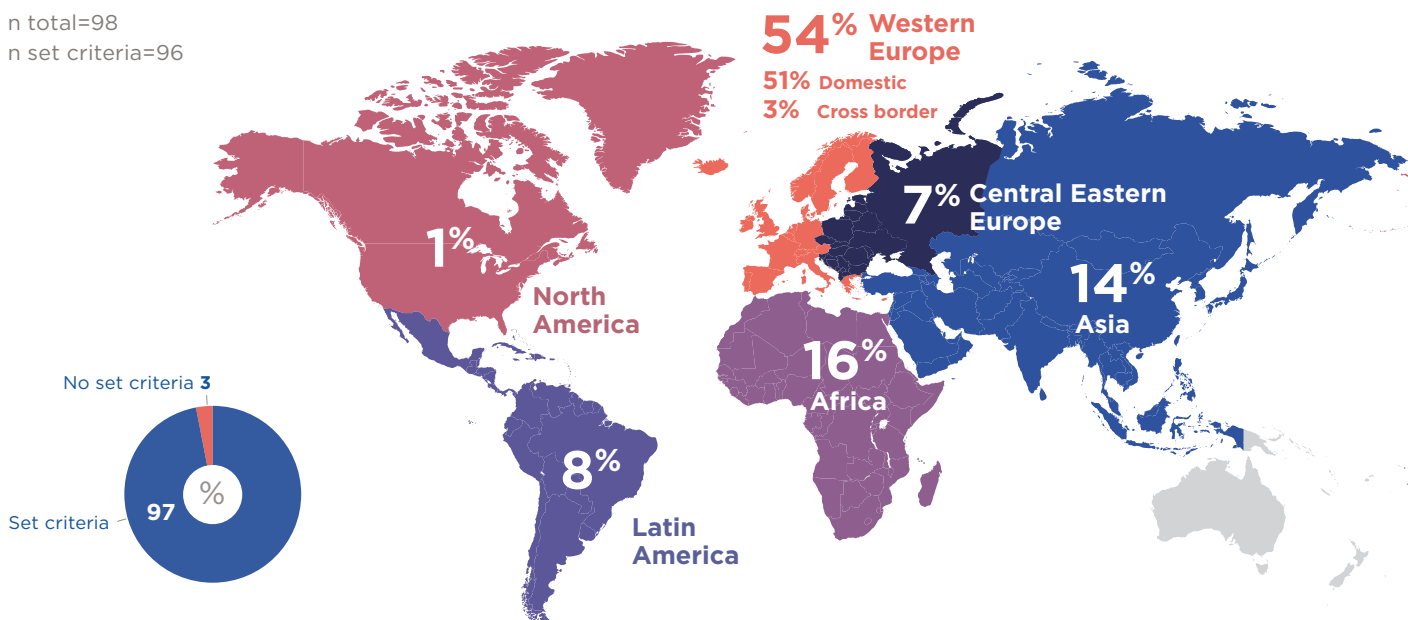 n total=98
n set criteria=96
54% Western
Europe
51% Domestic
3% Cross border
7% Central Eastern
Europe
1%
North
America
14%
Asia
16%
Africa
No set criteria 3
%
97
Set criteria
8%
Latin
America